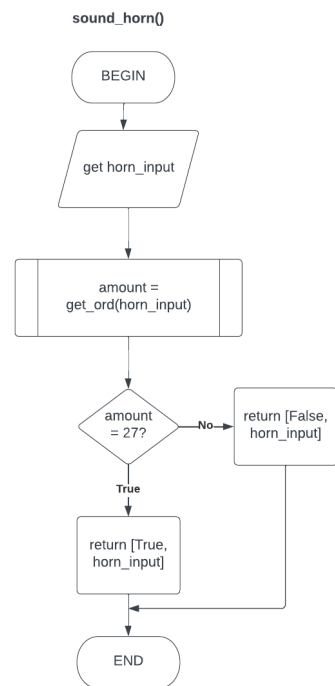 sound_horn()
BEGIN
get horn_input
amount =
get_ord(horn_input)
amount
= 27?
No
return [False,
horn_input]
True
return [True,
horn_input]
END